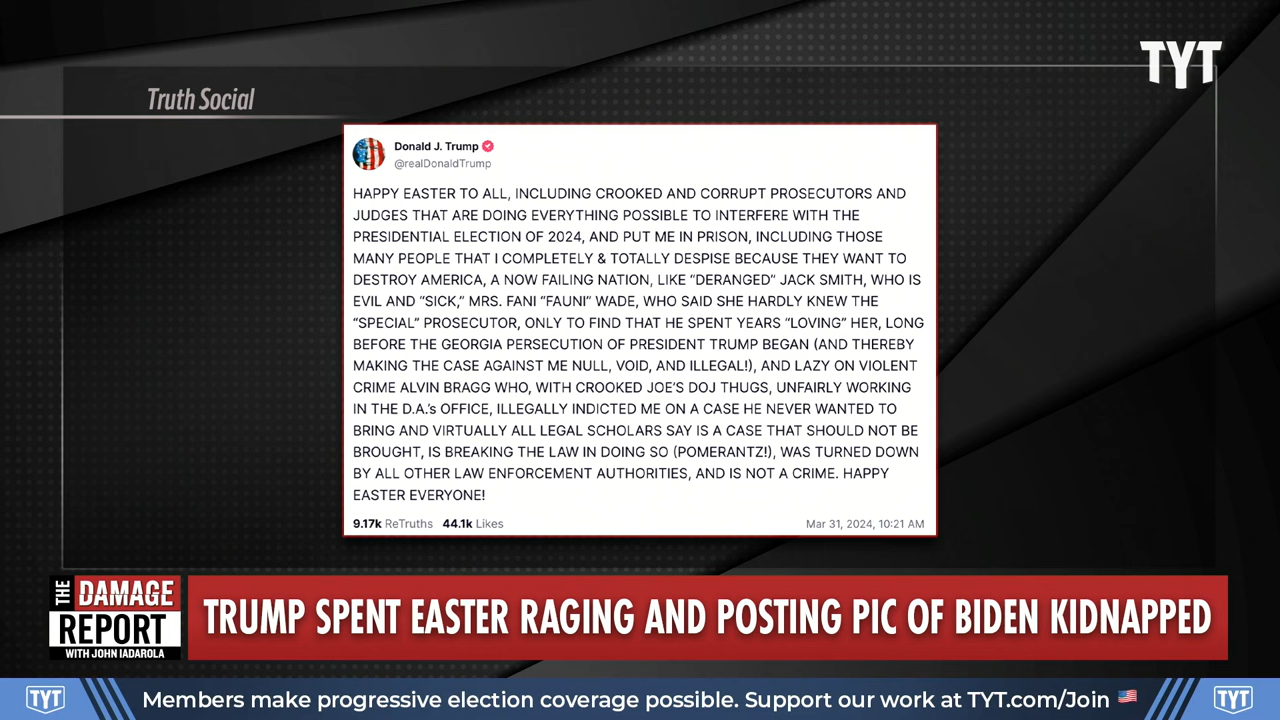 TYT
Truth Social
Donald J. Trump
@realDonaldTrump
HAPPY EASTER TO ALL, INCLUDING CROOKED AND CORRUPT PROSECUTORS AND
JUDGES THAT ARE DOING EVERYTHING POSSIBLE TO INTERFERE WITH THE
PRESIDENTIAL ELECTION OF 2024, AND PUT ME IN PRISON, INCLUDING THOSE
MANY PEOPLE THAT I COMPLETELY & TOTALLY DESPISE BECAUSE THEY WANT TO
DESTROY AMERICA, A NOW FAILING NATION, LIKE “DERANGED” JACK SMITH, WHO IS
EVIL AND “SICK,” MRS. FANI “FAUNI” WADE, WHO SAID SHE HARDLY KNEW THE
“SPECIAL” PROSECUTOR, ONLY TO FIND THAT HE SPENT YEARS “LOVING” HER, LONG
BEFORE THE GEORGIA PERSECUTION OF PRESIDENT TRUMP BEGAN (AND THEREBY
MAKING THE CASE AGAINST ME NULL, VOID, AND ILLEGAL!), AND LAZY ON VIOLENT
CRIME ALVIN BRAGG WHO, WITH CROOKED JOE’S DOJ THUGS, UNFAIRLY WORKING
IN THE D.A.’s OFFICE, ILLEGALLY INDICTED ME ON A CASE HE NEVER WANTED TO
BRING AND VIRTUALLY ALL LEGAL SCHOLARS SAY IS A CASE THAT SHOULD NOT BE
BROUGHT, IS BREAKING THE LAW IN DOING SO (POMERANTZ!), WAS TURNED DOWN
BY ALL OTHER LAW ENFORCEMENT AUTHORITIES, AND IS NOT A CRIME. HAPPY
EASTER EVERYONE!
9.17k ReTruths 44.1k Likes Mar 31, 2024, 10:21 AM
THE DAMAGE
REPORT
WITH JOHN IADAROLA
TRUMP SPENT EASTER RAGING AND POSTING PIC OF BIDEN KIDNAPPED
TYT Members make progressive election coverage possible. Support our work at TYT.com/Join 🇺🇸 TYT